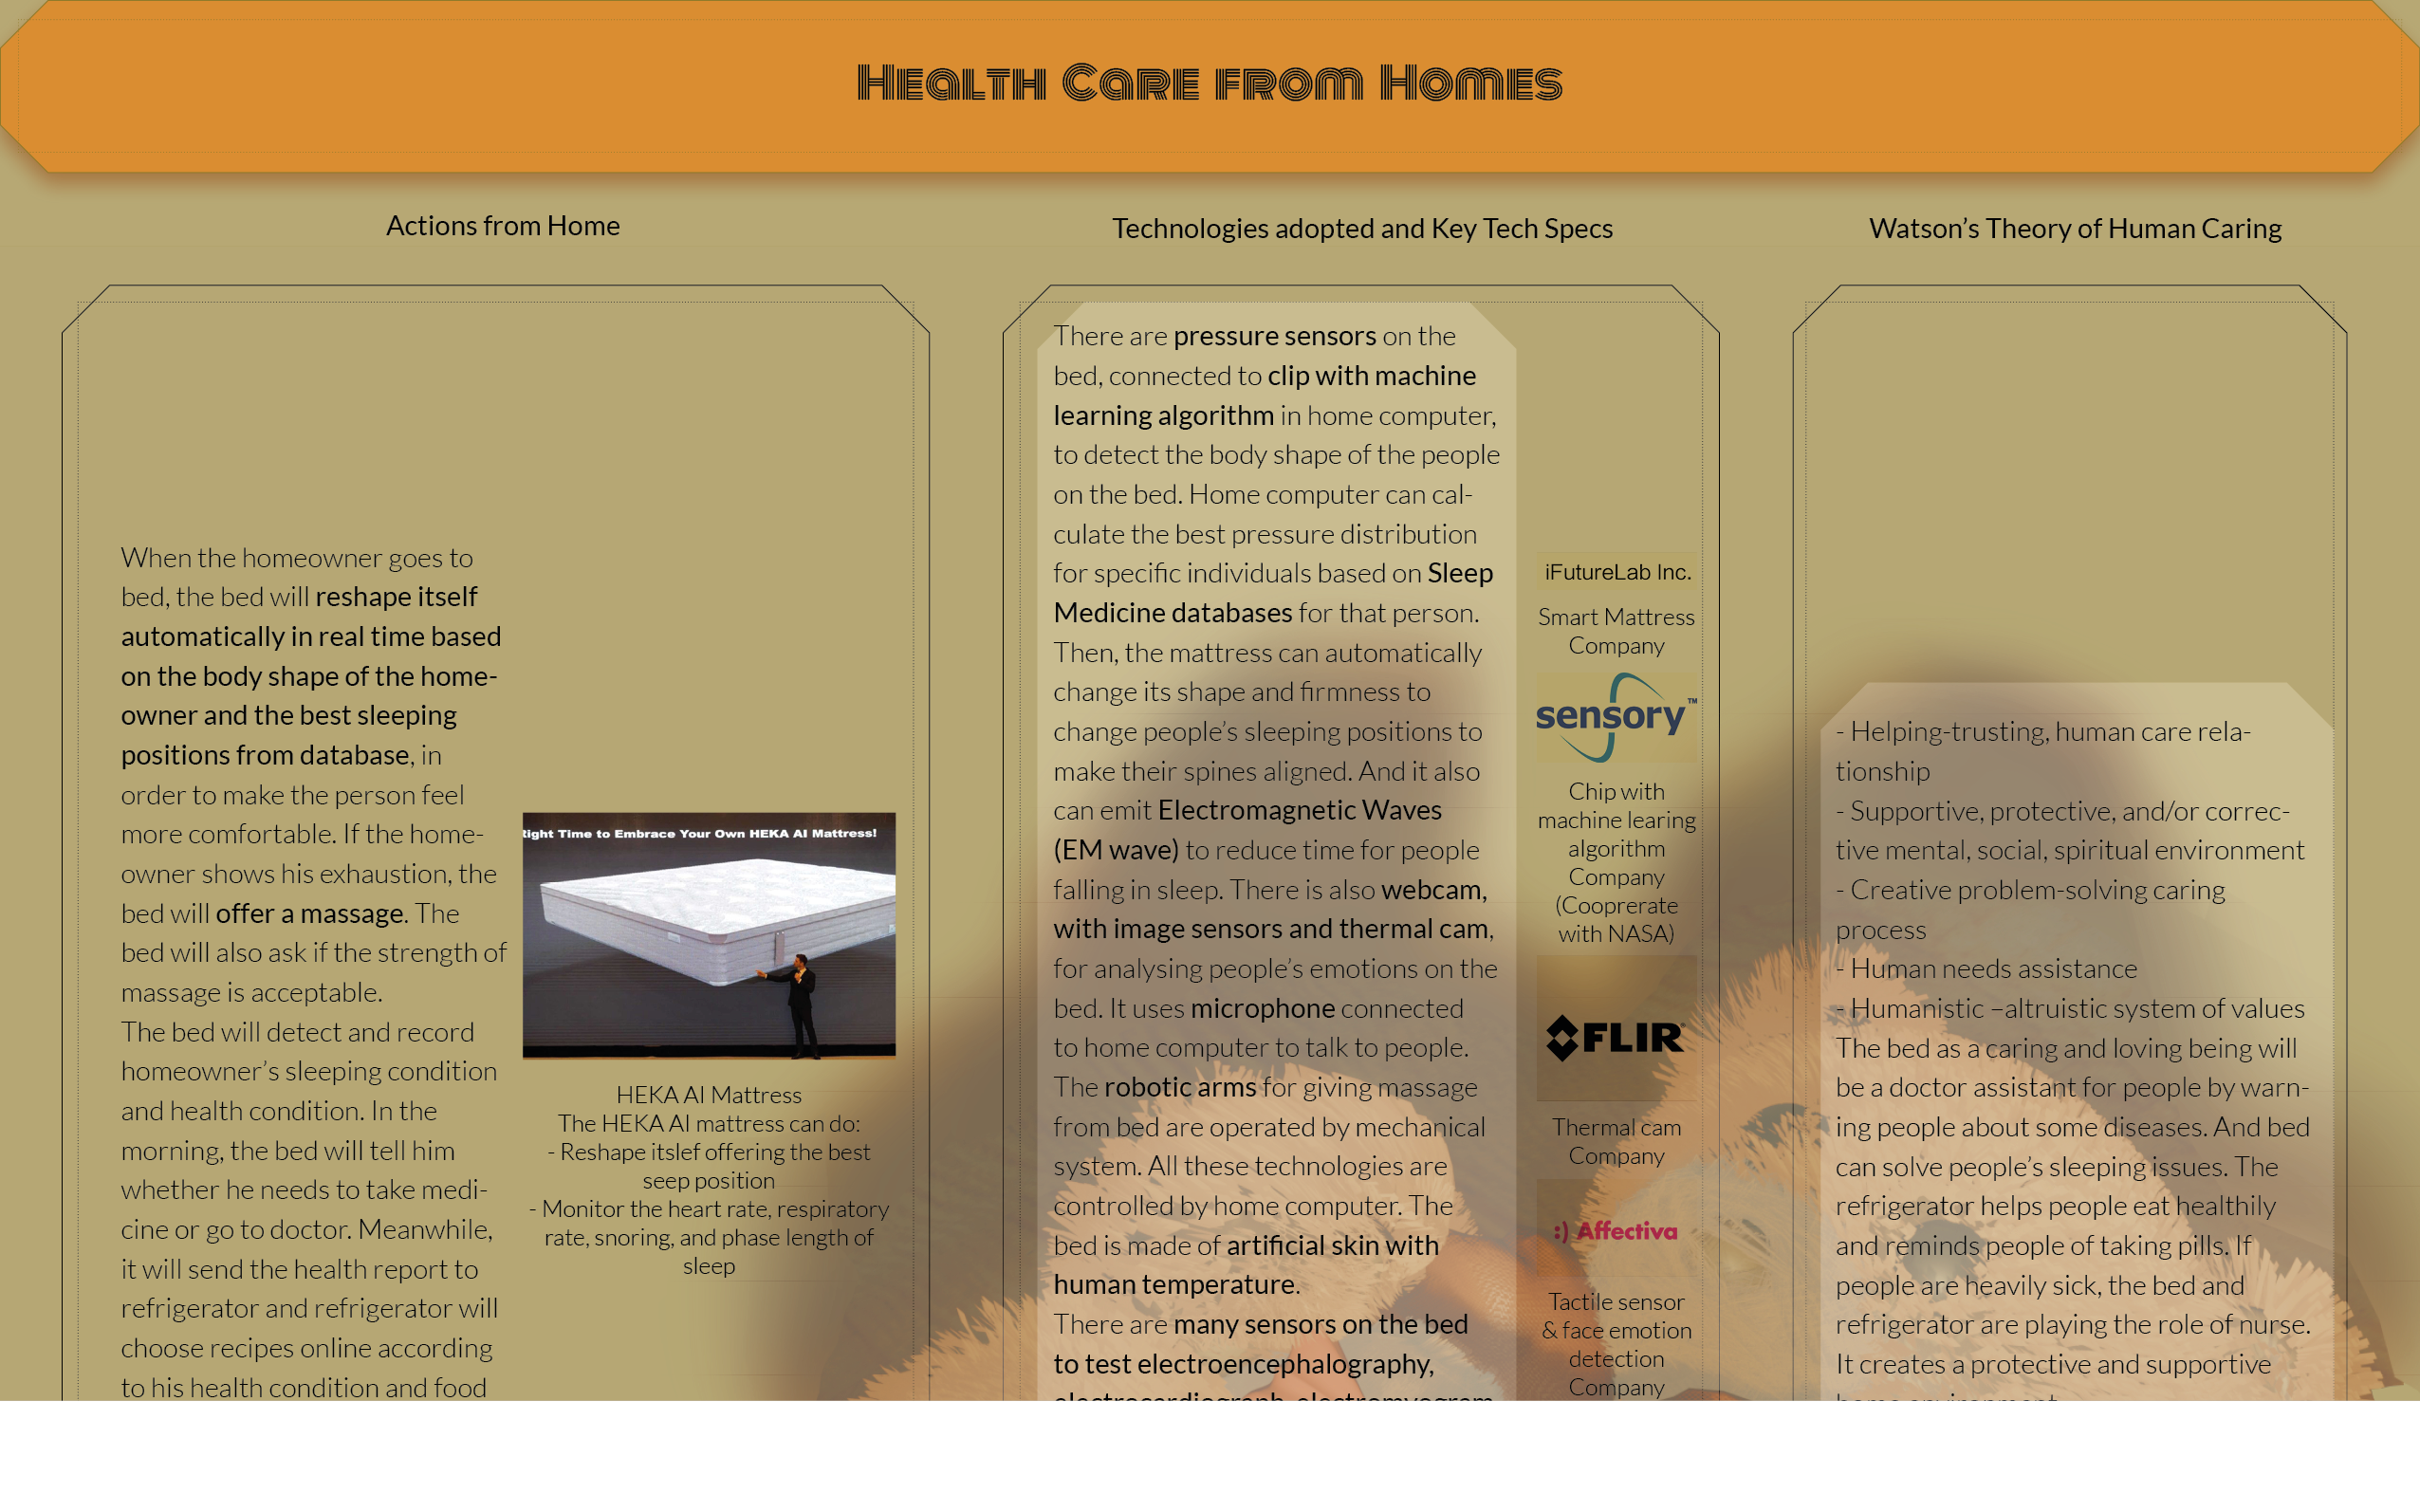 Health Care from Homes
Actions from Home
When the homeowner goes to
bed, the bed will reshape itself
automatically in real time based
on the body shape of the home-
owner and the best sleeping
positions from database, in
order to make the person feel
more comfortable. If the home-
owner shows his exhaustion, the
bed will offer a massage. The
bed will also ask if the strength of
massage is acceptable.
The bed will detect and record
homeowner’s sleeping condition
and health condition. In the
morning, the bed will tell him
whether he needs to take medi-
cine or go to doctor. Meanwhile,
it will send the health report to
refrigerator and refrigerator will
choose recipes online according
to his health condition and food
Right Time to Embrace Your Own HEKA AI Mattress!
HEKA AI Mattress
The HEKA AI mattress can do:
- Reshape itslef offering the best
seep position
- Monitor the heart rate, respiratory
rate, snoring, and phase length of
sleep
Technologies adopted and Key Tech Specs
There are pressure sensors on the
bed, connected to clip with machine
learning algorithm in home computer,
to detect the body shape of the people
on the bed. Home computer can cal-
culate the best pressure distribution
for specific individuals based on Sleep
Medicine databases for that person.
Then, the mattress can automatically
change its shape and firmness to
change people’s sleeping positions to
make their spines aligned. And it also
can emit Electromagnetic Waves
(EM wave) to reduce time for people
falling in sleep. There is also webcam,
with image sensors and thermal cam,
for analysing people’s emotions on the
bed. It uses microphone connected
to home computer to talk to people.
The robotic arms for giving massage
from bed are operated by mechanical
system. All these technologies are
controlled by home computer. The
bed is made of artificial skin with
human temperature.
There are many sensors on the bed
to test electroencephalography,
electrocardiograph, electromyogram
iFutureLab Inc.
Smart Mattress
Company
sensory™
Chip with
machine learing
algorithm
Company
(Cooprerate
with NASA)
FLIR
Thermal cam
Company
:) Affectiva
Tactile sensor
& face emotion
detection
Company
Watson’s Theory of Human Caring
- Helping-trusting, human care rela-
tionship
- Supportive, protective, and/or correc-
tive mental, social, spiritual environment
- Creative problem-solving caring
process
- Human needs assistance
- Humanistic –altruistic system of values
The bed as a caring and loving being will
be a doctor assistant for people by warn-
ing people about some diseases. And bed
can solve people’s sleeping issues. The
refrigerator helps people eat healthily
and reminds people of taking pills. If
people are heavily sick, the bed and
refrigerator are playing the role of nurse.
It creates a protective and supportive
home environment